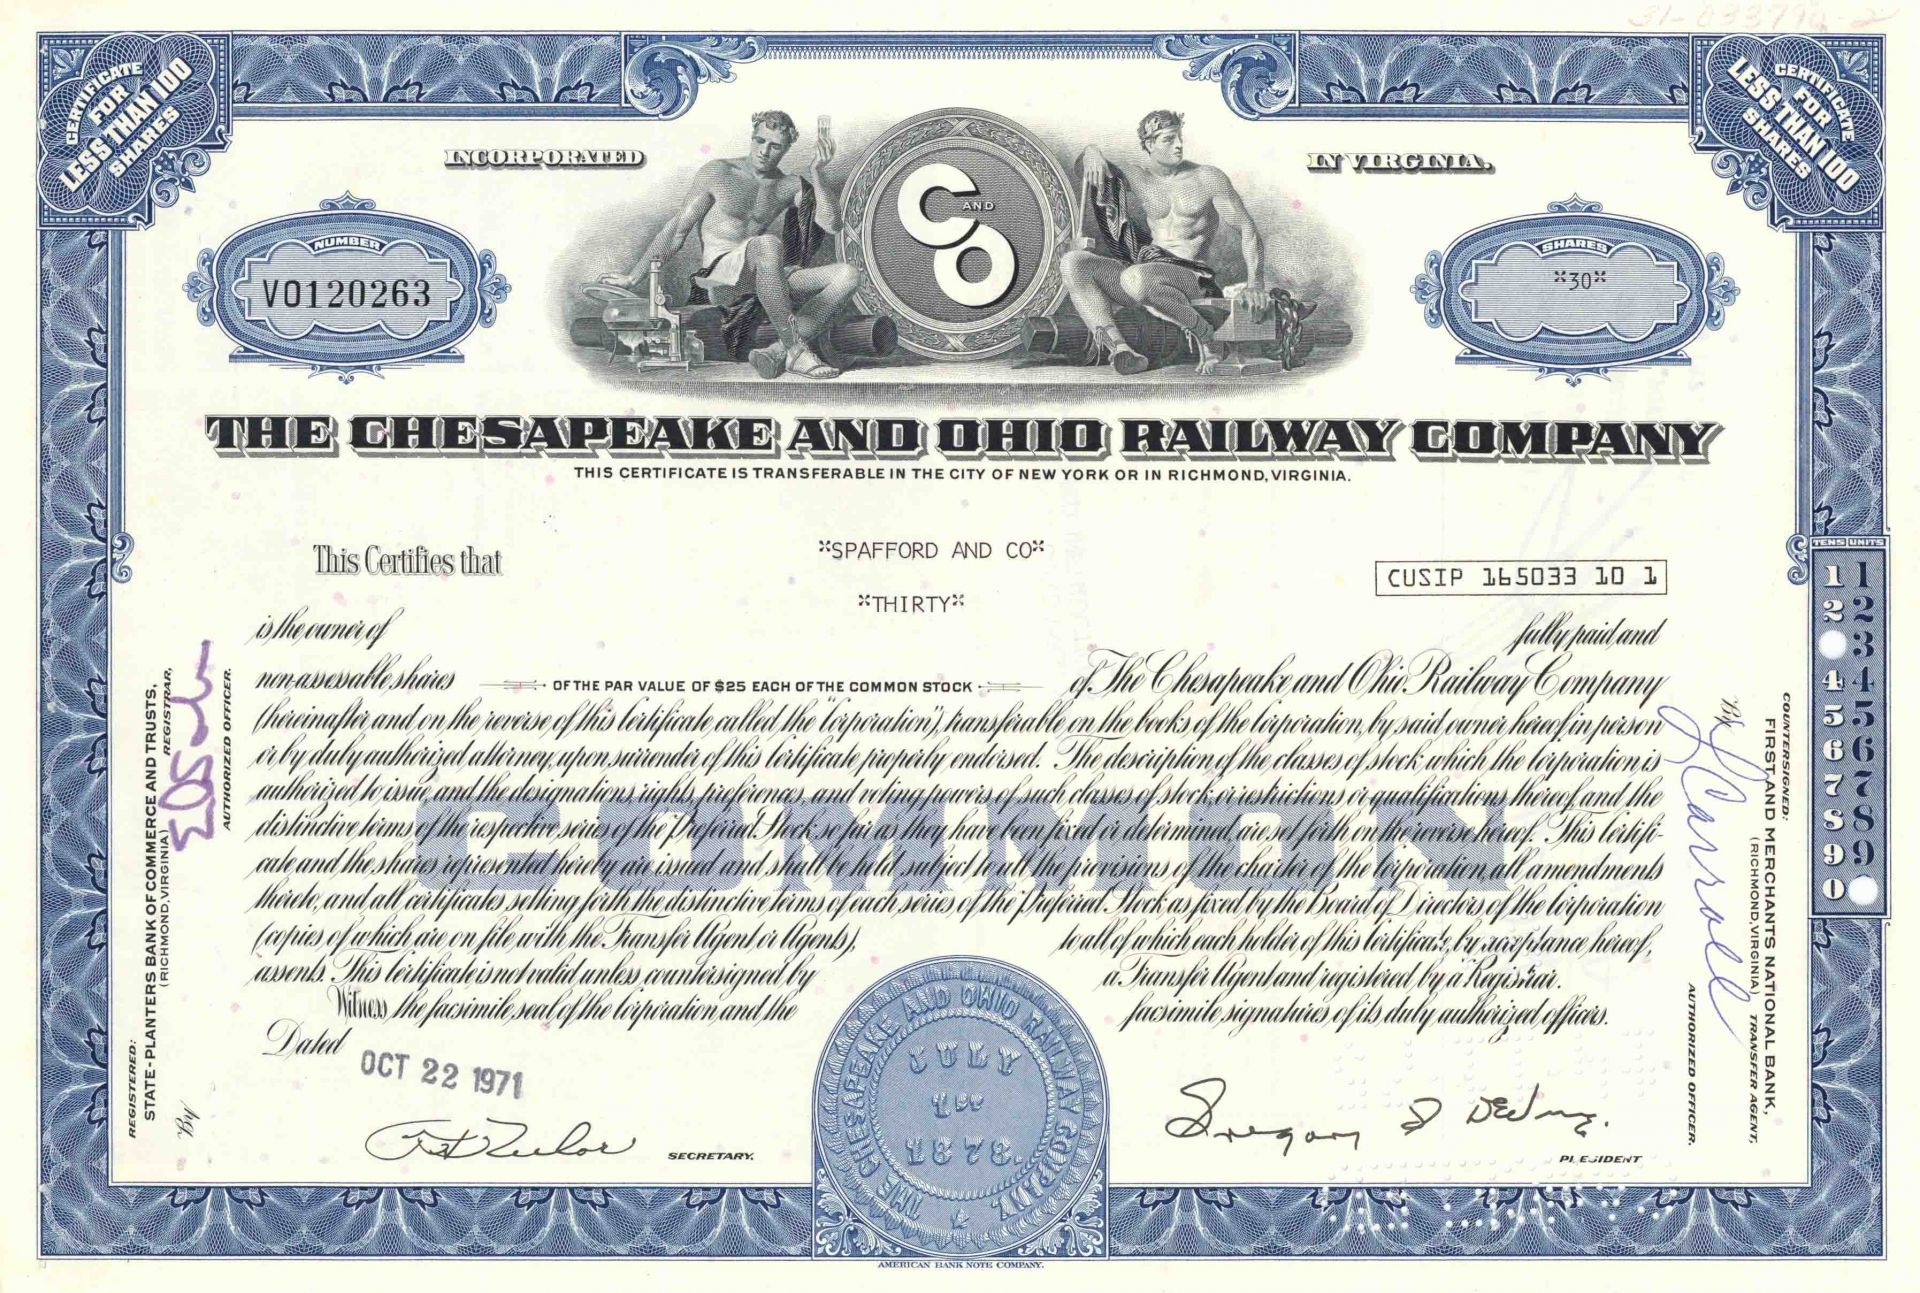 31-033790-2
CERTIFICATE
FOR
LESS THAN 100
SHARES
CERTIFICATE
FOR
LESS THAN 100
SHARES
INCORPORATED
IN VIRGINIA.
C AND O
NUMBER
VO120263
SHARES
*30*
THE CHESAPEAKE AND OHIO RAILWAY COMPANY
THIS CERTIFICATE IS TRANSFERABLE IN THE CITY OF NEW YORK OR IN RICHMOND, VIRGINIA.
This Certifies that
*SPAFFORD AND CO*
CUSIP 165033 10 1
*THIRTY*
is the owner of
fully paid and
non-assessable shares OF THE PAR VALUE OF $25 EACH OF THE COMMON STOCK of The Chesapeake and Ohio Railway Company
(hereinafter and on the reverse of this Certificate called the "Corporation"), transferable on the books of the Corporation, by said owner hereof in person
or by duly authorized attorney, upon surrender of this Certificate properly endorsed. The description of the classes of stock which the Corporation is
authorized to issue, and the designations, rights, preferences, and voting powers of such classes of stock, or restrictions or qualifications thereof, and the
distinctive terms of the respective series of the Preferred Stock so far as they have been fixed or determined, are set forth on the reverse hereof. This Certifi-
cate and the shares represented hereby are issued and shall be held subject to all the provisions of the charter of the Corporation, all amendments
thereto, and all certificates setting forth the distinctive terms of each series of the Preferred Stock as fixed by the Board of Directors of the Corporation
(copies of which are on file with the Transfer Agent or Agents), to all of which each holder of this Certificate, by acceptance hereof,
assents. This Certificate is not valid unless countersigned by a Transfer Agent and registered by a Registrar.
Witness, the facsimile seal of the Corporation and the facsimile signatures of its duly authorized officers.
COMMON
Dated
OCT 22 1971
SECRETARY.
THE CHESAPEAKE AND OHIO RAILWAY COMPANY
JULY
1ST
1878.
Gregory S DeVine.
PRESIDENT
AMERICAN BANK NOTE COMPANY.
REGISTERED:
STATE-PLANTERS BANK OF COMMERCE AND TRUSTS,
(RICHMOND, VIRGINIA) REGISTRAR,
By
AUTHORIZED OFFICER.
COUNTERSIGNED:
FIRST AND MERCHANTS NATIONAL BANK,
(RICHMOND, VIRGINIA) TRANSFER AGENT,
By J Carroll
AUTHORIZED OFFICER.
TENS UNITS
1 1
2 2
3
4 4
5 5
6 6
7 7
8 8
9 9
0